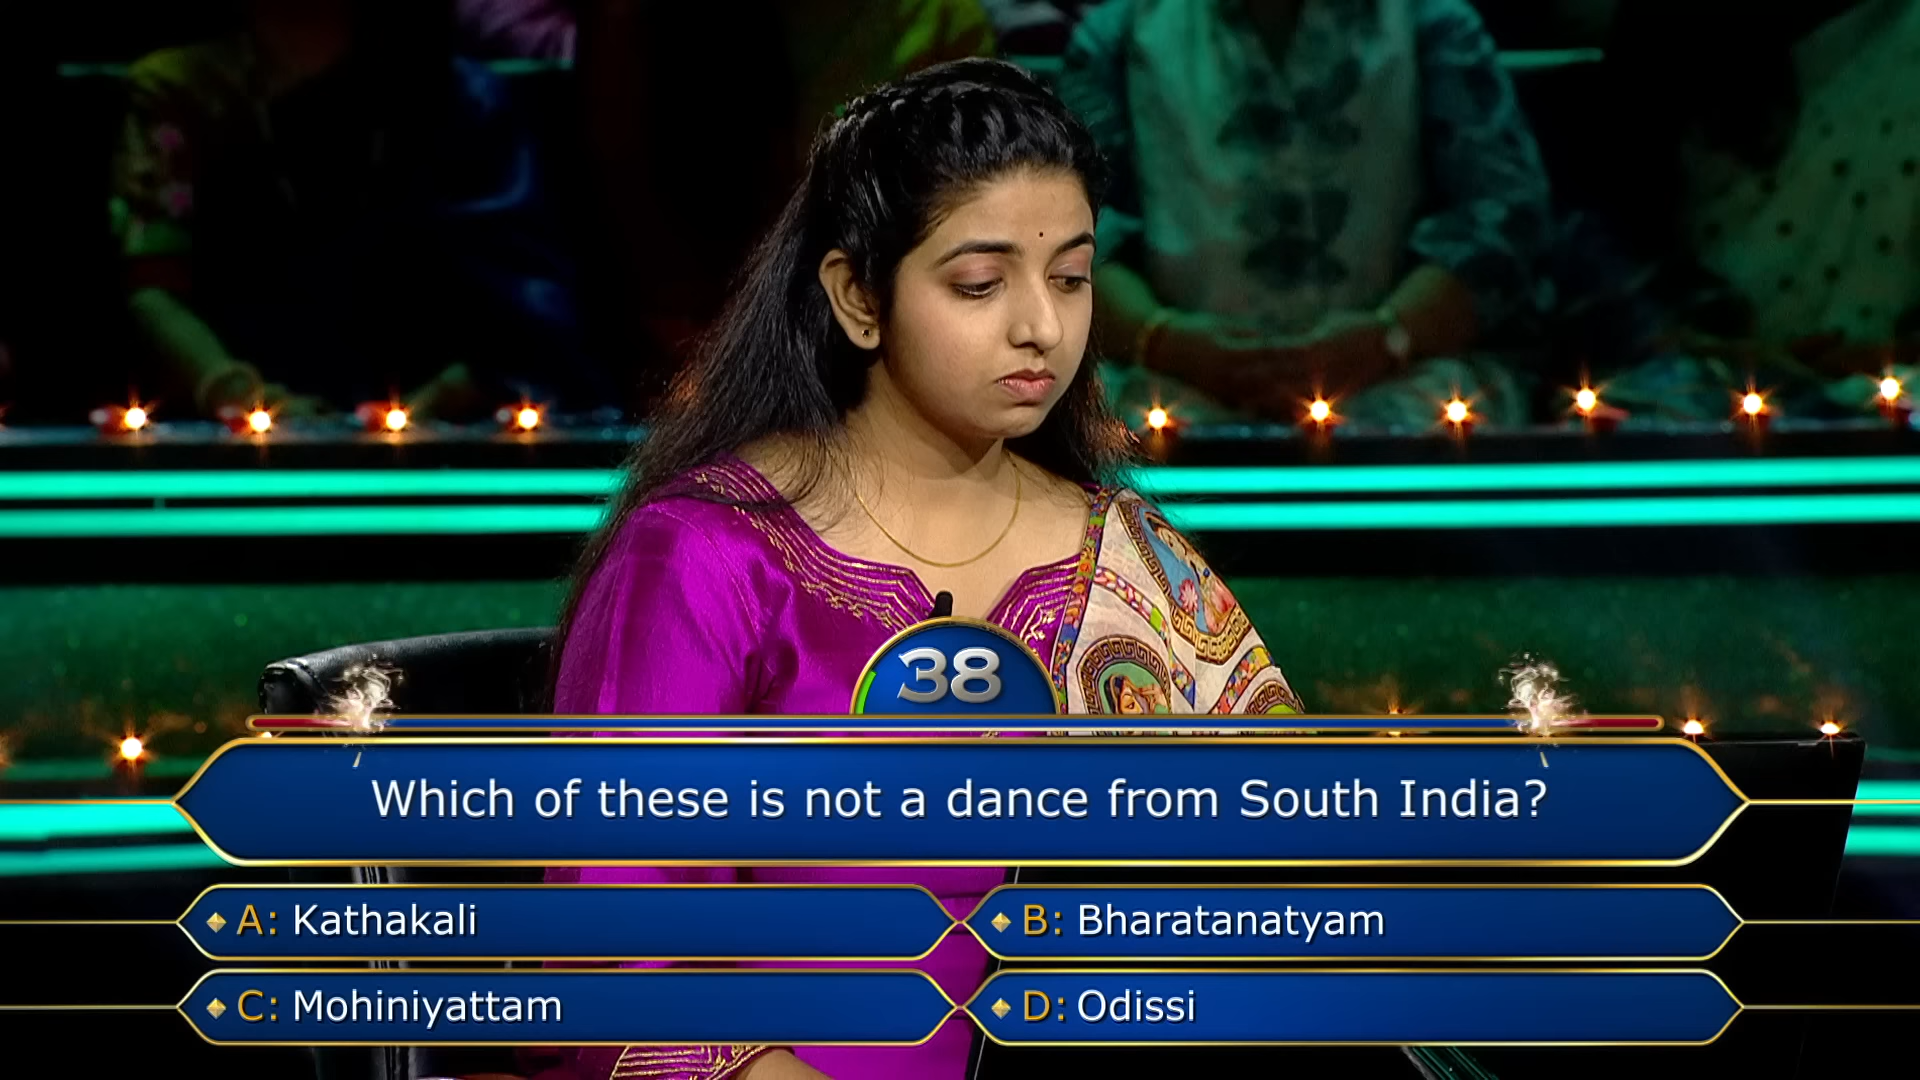 38
Which of these is not a dance from South India?
A: Kathakali
B: Bharatanatyam
C: Mohiniyattam
D: Odissi